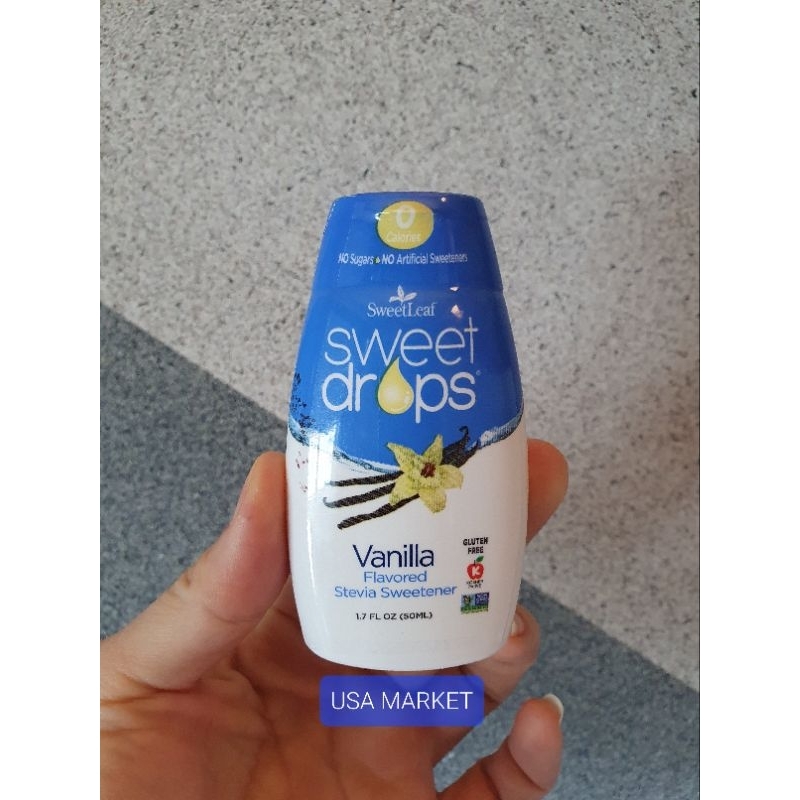 0
Calories
NO Sugars NO Artificial Sweeteners
SweetLeaf
sweet
drops
Vanilla
Flavored
Stevia Sweetener
1.7 FL OZ (50ML)
GLUTEN
FREE
K
USA MARKET